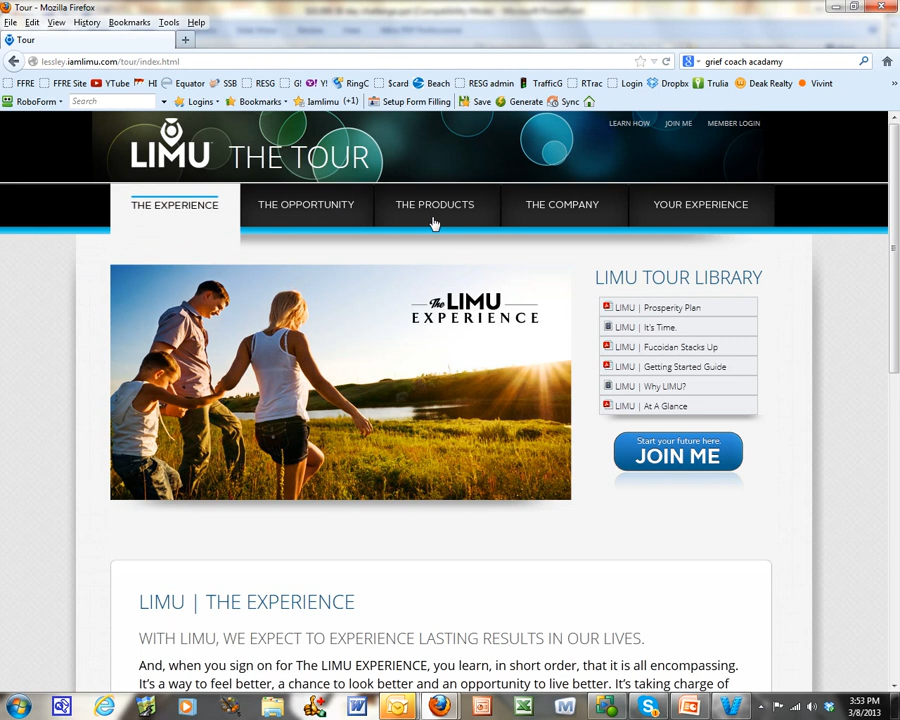 Tour - Mozilla Firefox
File Edit View History Bookmarks Tools Help
Tour
lessley.iamlimu.com/tour/index.html
grief coach acadamy
FFRE FFRE Site YTube HI Equator SSB RESG G! Y! RingC $card Beach RESG admin TrafficG RTrac Login Dropbx Trulia Deak Realty Vivint
RoboForm Search Logins Bookmarks Iamlimu (+1) Setup Form Filling Save Generate Sync
LEARN HOW JOIN ME MEMBER LOGIN
LIMU THE TOUR
THE EXPERIENCE THE OPPORTUNITY THE PRODUCTS THE COMPANY YOUR EXPERIENCE
The LIMU
EXPERIENCE
LIMU TOUR LIBRARY
LIMU | Prosperity Plan
LIMU | It's Time.
LIMU | Fucoidan Stacks Up
LIMU | Getting Started Guide
LIMU | Why LIMU?
LIMU | At A Glance
Start your future here.
JOIN ME
LIMU | THE EXPERIENCE
WITH LIMU, WE EXPECT TO EXPERIENCE LASTING RESULTS IN OUR LIVES.
And, when you sign on for The LIMU EXPERIENCE, you learn, in short order, that it is all encompassing.
It's a way to feel better, a chance to look better and an opportunity to live better. It's taking charge of
3:53 PM
3/8/2013